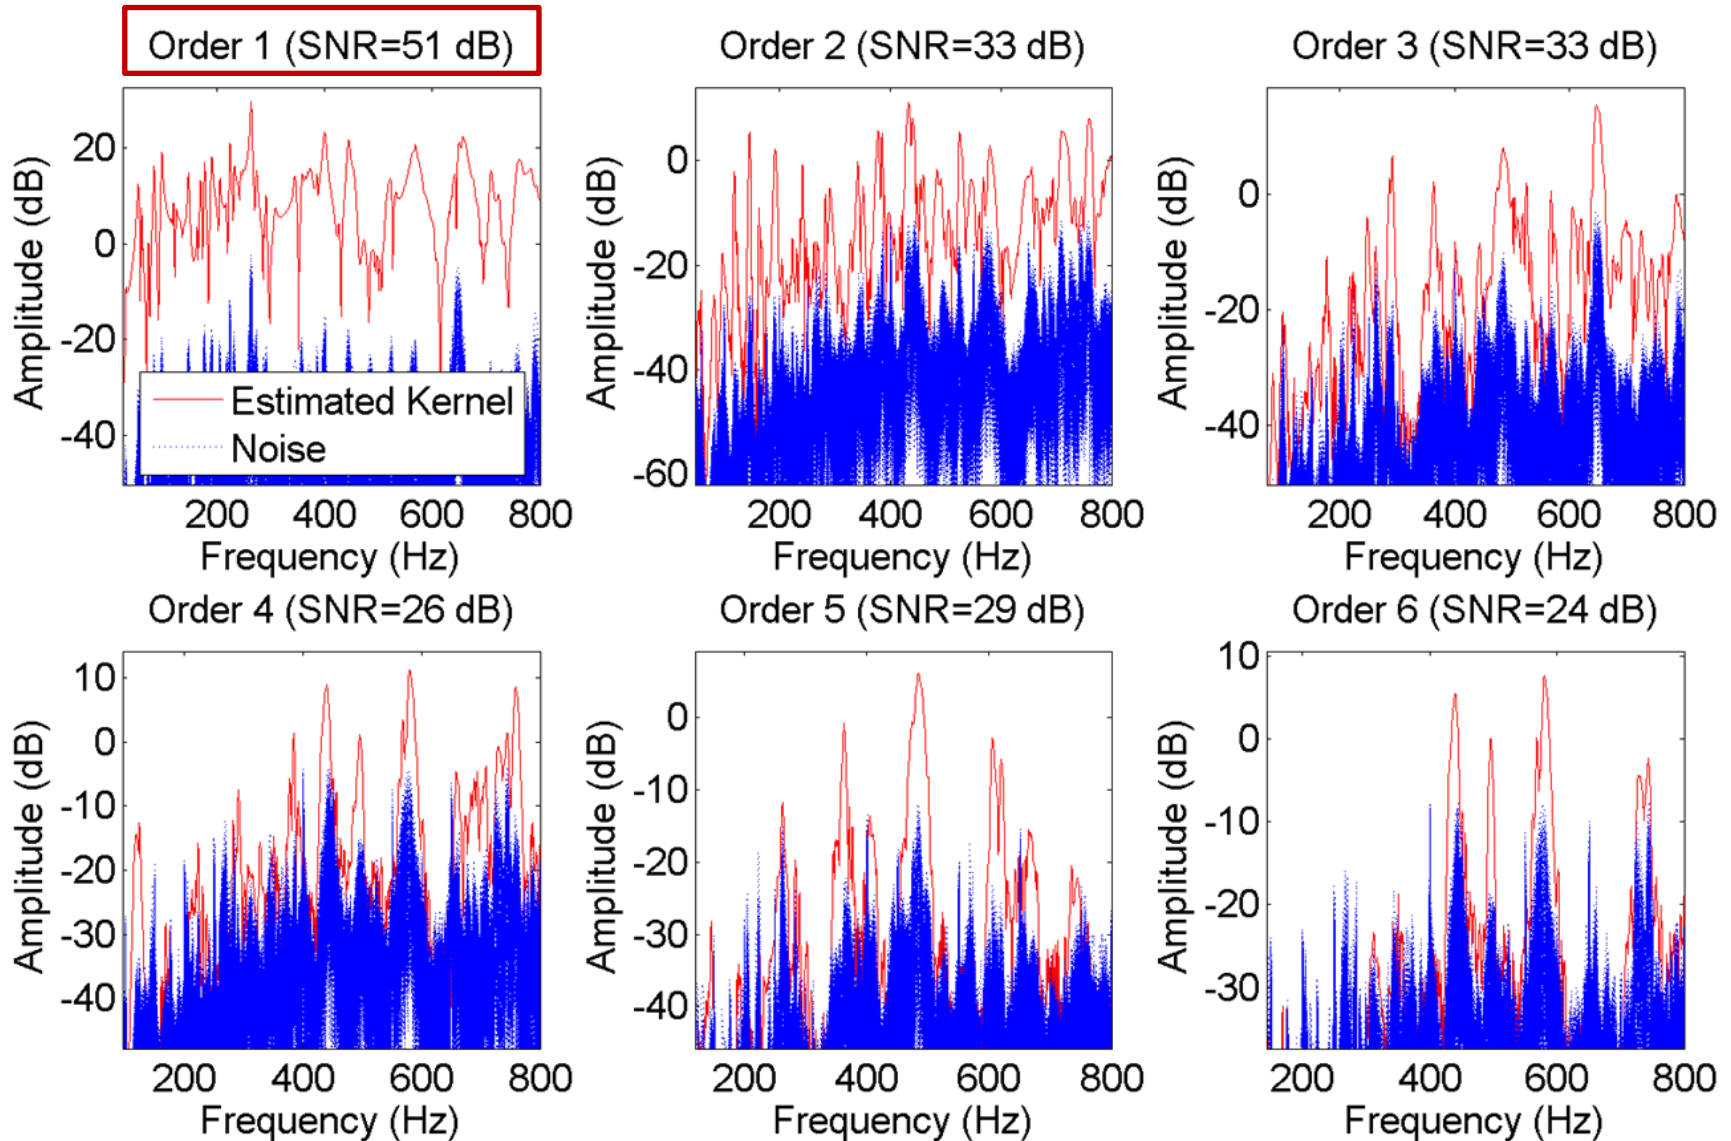 Order 1 (SNR=51 dB)
Order 2 (SNR=33 dB)
Order 3 (SNR=33 dB)
Amplitude (dB)
20
0
-20
-40
Estimated Kernel
Noise
200 400 600 800
Frequency (Hz)
Amplitude (dB)
0
-20
-40
-60
200 400 600 800
Frequency (Hz)
Amplitude (dB)
0
-20
-40
200 400 600 800
Frequency (Hz)
Order 4 (SNR=26 dB)
Order 5 (SNR=29 dB)
Order 6 (SNR=24 dB)
Amplitude (dB)
10
0
-10
-20
-30
-40
200 400 600 800
Frequency (Hz)
Amplitude (dB)
0
-10
-20
-30
-40
200 400 600 800
Frequency (Hz)
Amplitude (dB)
10
0
-10
-20
-30
200 400 600 800
Frequency (Hz)